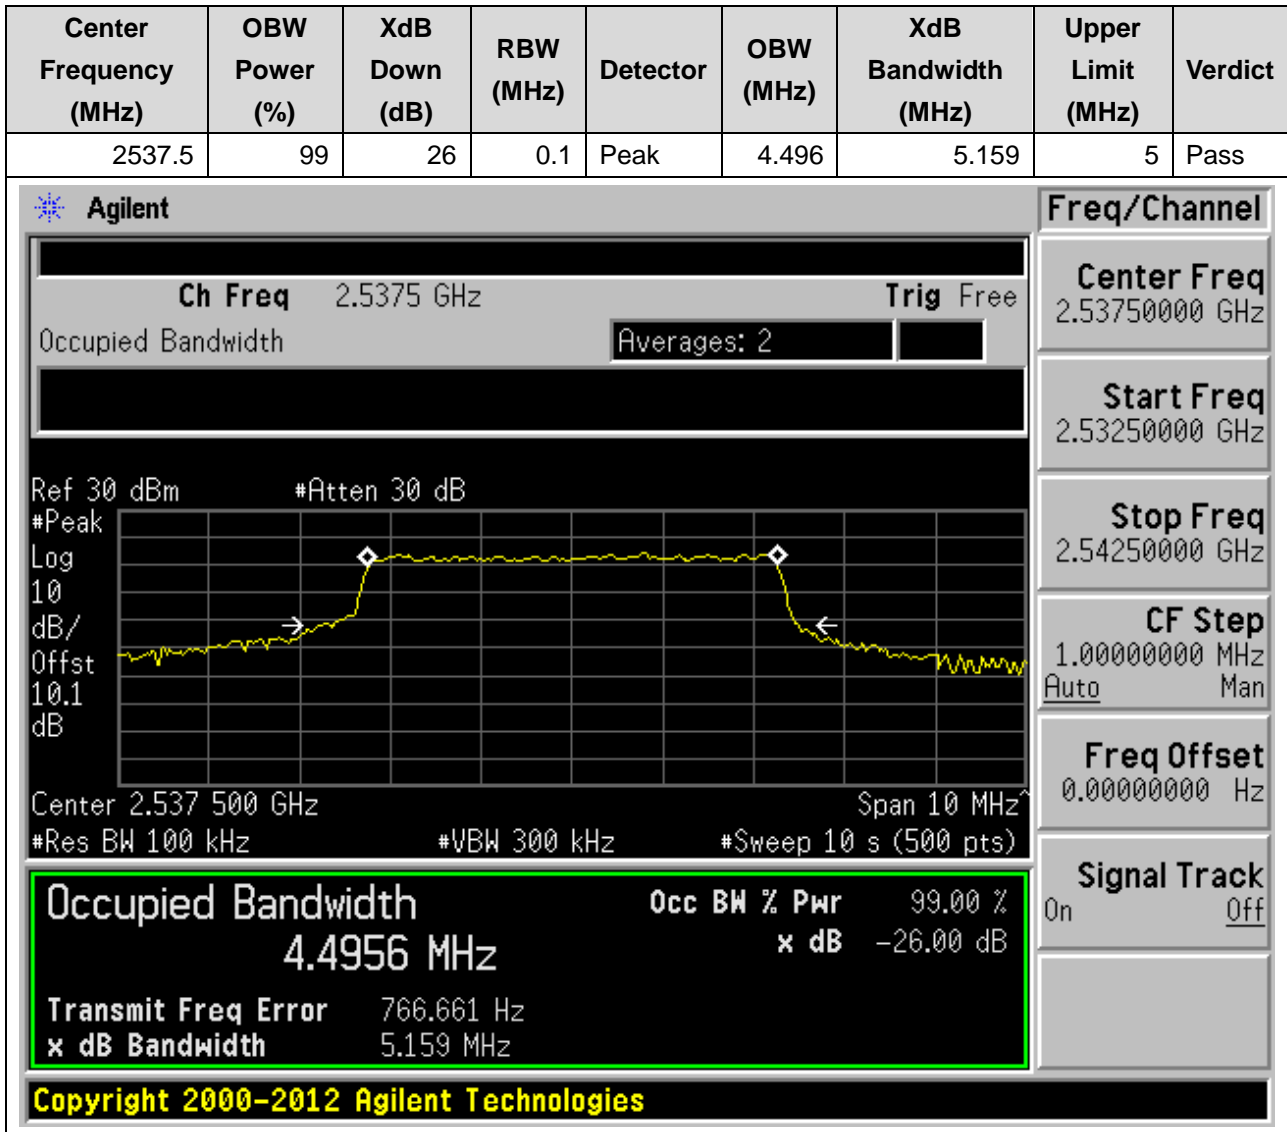 Center Frequency (MHz) OBW Power (%) XdB Down (dB) RBW (MHz) Detector OBW (MHz) XdB Bandwidth (MHz) Upper Limit (MHz) Verdict
2537.5 99 26 0.1 Peak 4.496 5.159 5 Pass
Agilent
Freq/Channel
Ch Freq 2.5375 GHz Trig Free
Occupied Bandwidth Averages: 2
Center Freq
2.53750000 GHz
Start Freq
2.53250000 GHz
Stop Freq
2.54250000 GHz
CF Step
1.00000000 MHz
Auto Man
Freq Offset
0.00000000 Hz
Signal Track
On Off
Ref 30 dBm #Atten 30 dB
#Peak
Log
10
dB/
Offst
10.1
dB
Center 2.537 500 GHz Span 10 MHz^
#Res BW 100 kHz #VBW 300 kHz #Sweep 10 s (500 pts)
Occupied Bandwidth Occ BW % Pwr 99.00 %
4.4956 MHz x dB -26.00 dB
Transmit Freq Error 766.661 Hz
x dB Bandwidth 5.159 MHz
Copyright 2000-2012 Agilent Technologies